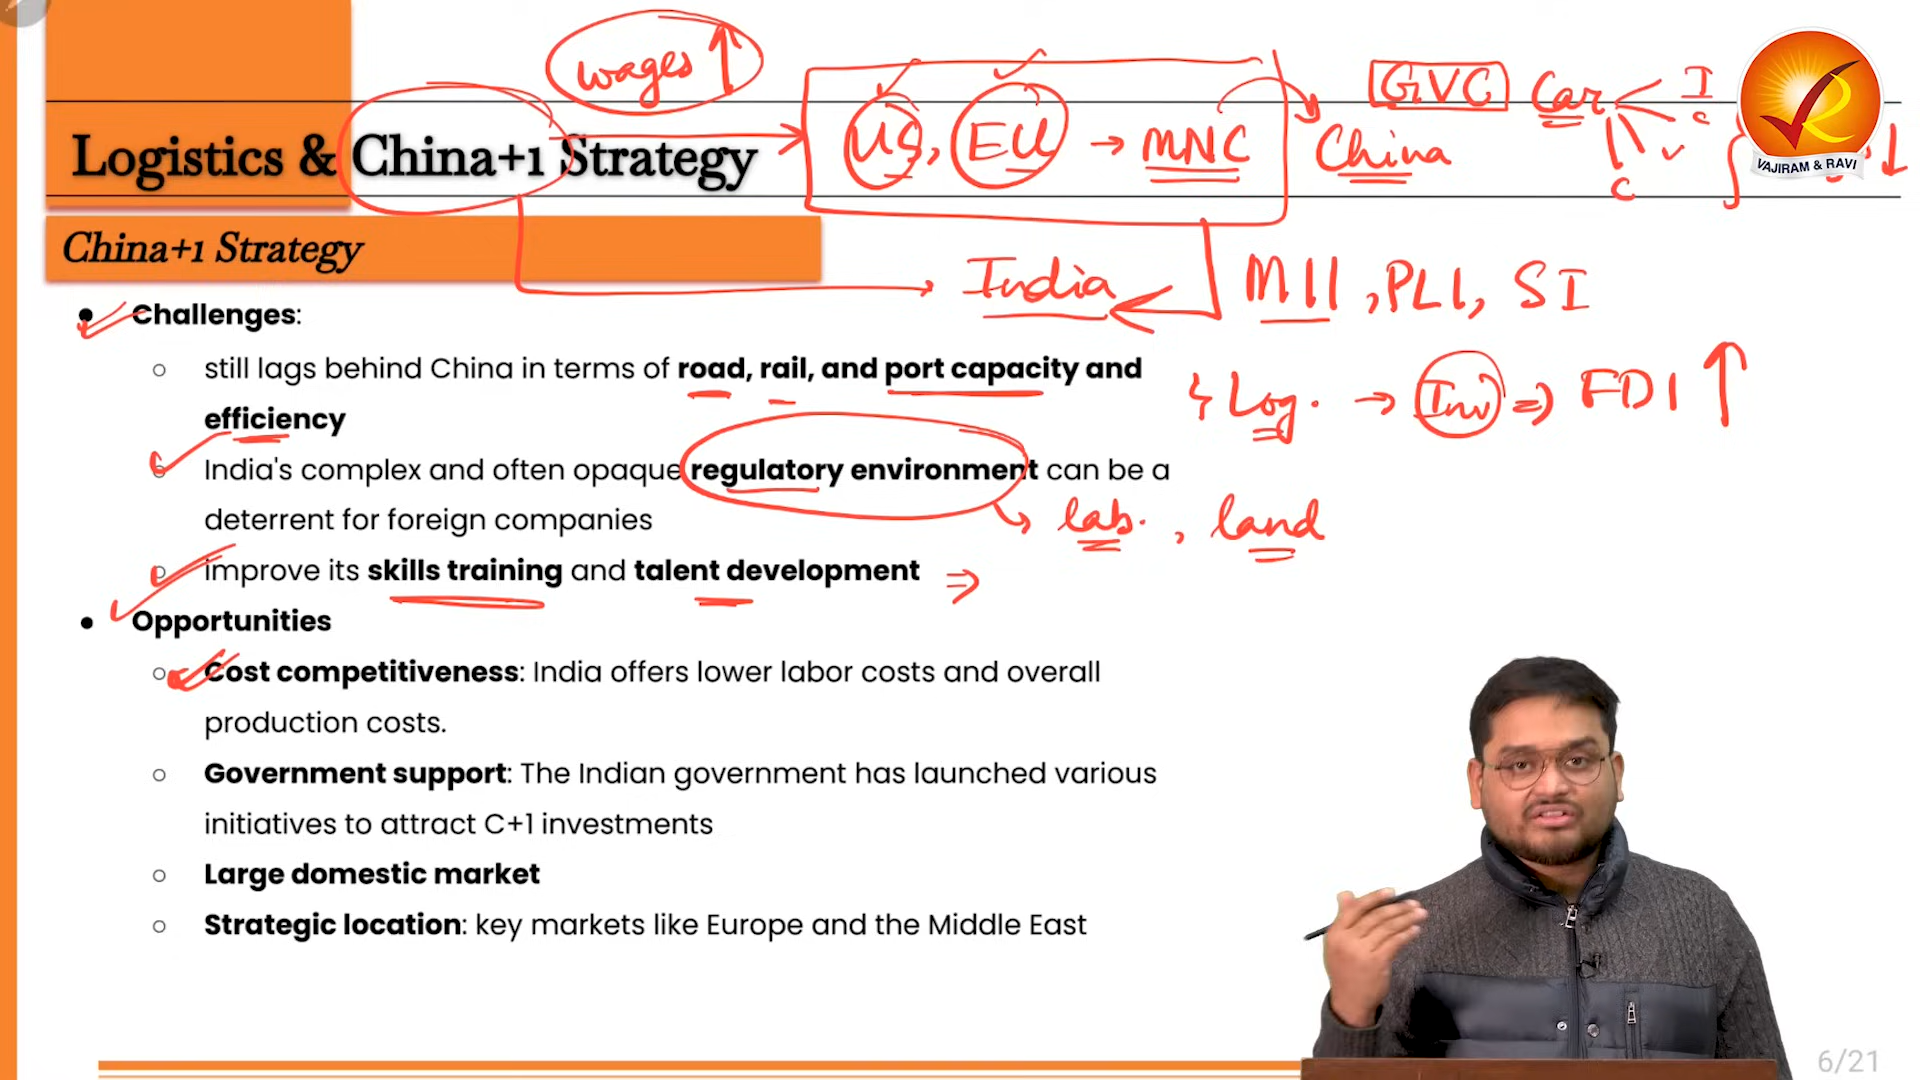 wages ↑
US, EU → MNC
China
GVC Car
I
c
v
c
VAJIRAM & RAVI
Logistics & China+1 Strategy
China+1 Strategy
India
MII, PLI, SI
Log. → Inv ⇒ FDI ↑
● Challenges:
○ still lags behind China in terms of road, rail, and port capacity and
efficiency
India's complex and often opaque regulatory environment can be a
deterrent for foreign companies
lab., land
improve its skills training and talent development ⇒
● Opportunities
○ Cost competitiveness: India offers lower labor costs and overall
production costs.
○ Government support: The Indian government has launched various
initiatives to attract C+1 investments
○ Large domestic market
○ Strategic location: key markets like Europe and the Middle East
6/21